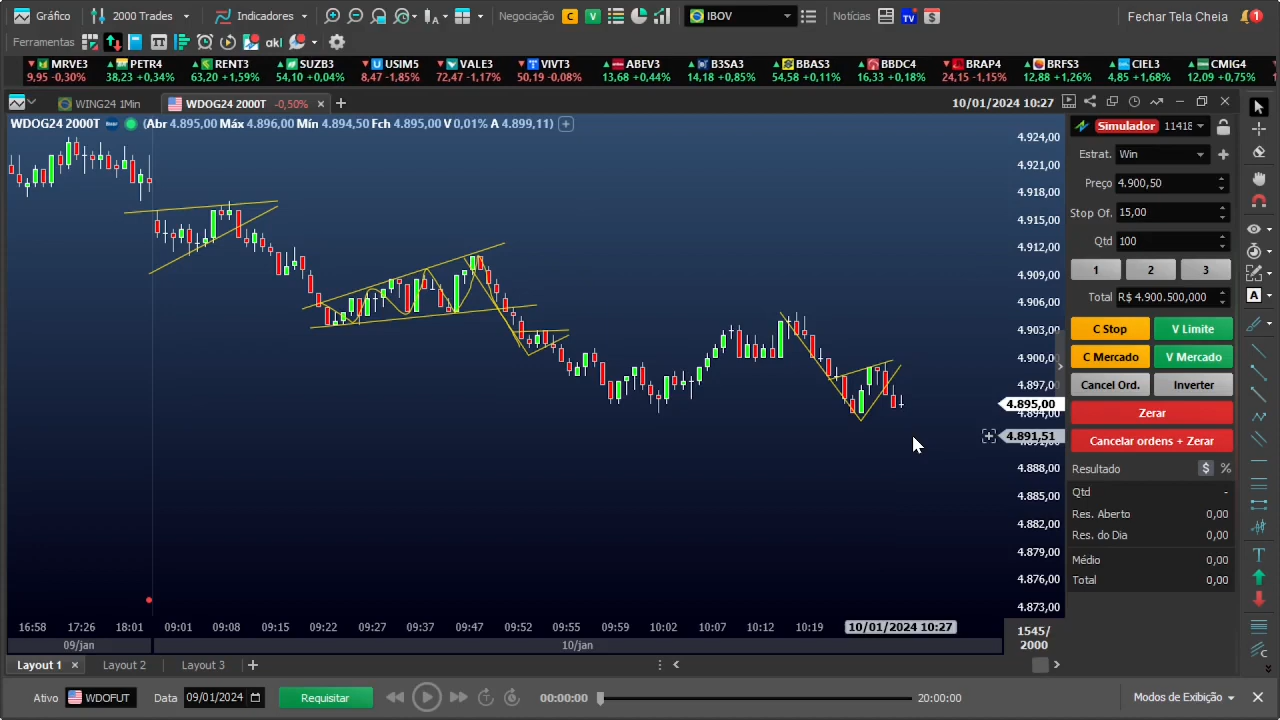 Gráfico 2000 Trades Indicadores Negociação C V IBOV Notícias TV $ Fechar Tela Cheia 1
Ferramentas akl
MRVE3 PETR4 RENT3 SUZB3 USIM5 VALE3 VIVT3 ABEV3 B3SA3 BBAS3 BBDC4 BRAP4 BRFS3 CIEL3 CMIG4
9,95 -0,30% 38,23 +0,34% 63,20 +1,59% 54,10 +0,04% 8,47 -1,85% 72,47 -1,17% 50,19 -0,08% 13,68 +0,44% 14,18 +0,85% 54,58 +0,11% 16,33 +0,18% 24,15 -1,15% 12,88 +1,26% 4,85 +1,68% 12,09 +0,75%
WING24 1Min WDOG24 2000T -0,50% 10/01/2024 10:27
WDOG24 2000T (Abr 4.895,00 Máx 4.896,00 Mín 4.894,50 Fch 4.895,00 V 0,01% A 4.899,11)
4.924,00
4.921,00
4.918,00
4.915,00
4.912,00
4.909,00
4.906,00
4.903,00
4.900,00
4.897,00
4.895,00
4.894,00
4.891,51
4.888,00
4.885,00
4.882,00
4.879,00
4.876,00
4.873,00
Simulador 11418
Estrat. Win
Preço 4.900,50
Stop Of. 15,00
Qtd 100
1 2 3
Total R$ 4.900.500,000
C Stop V Limite
C Mercado V Mercado
Cancel Ord. Inverter
Zerar
Cancelar ordens + Zerar
Resultado $ %
Qtd -
Res. Aberto 0,00
Res. do Dia 0,00
Médio 0,00
Total 0,00
A
T
C
16:58 17:26 18:01 09:01 09:08 09:15 09:22 09:27 09:37 09:47 09:52 09:55 09:59 10:02 10:07 10:12 10:19 10/01/2024 10:27
09/jan 10/jan
1545/
2000
Layout 1 Layout 2 Layout 3
Ativo WDOFUT Data 09/01/2024 Requisitar 00:00:00 20:00:00 Modos de Exibição